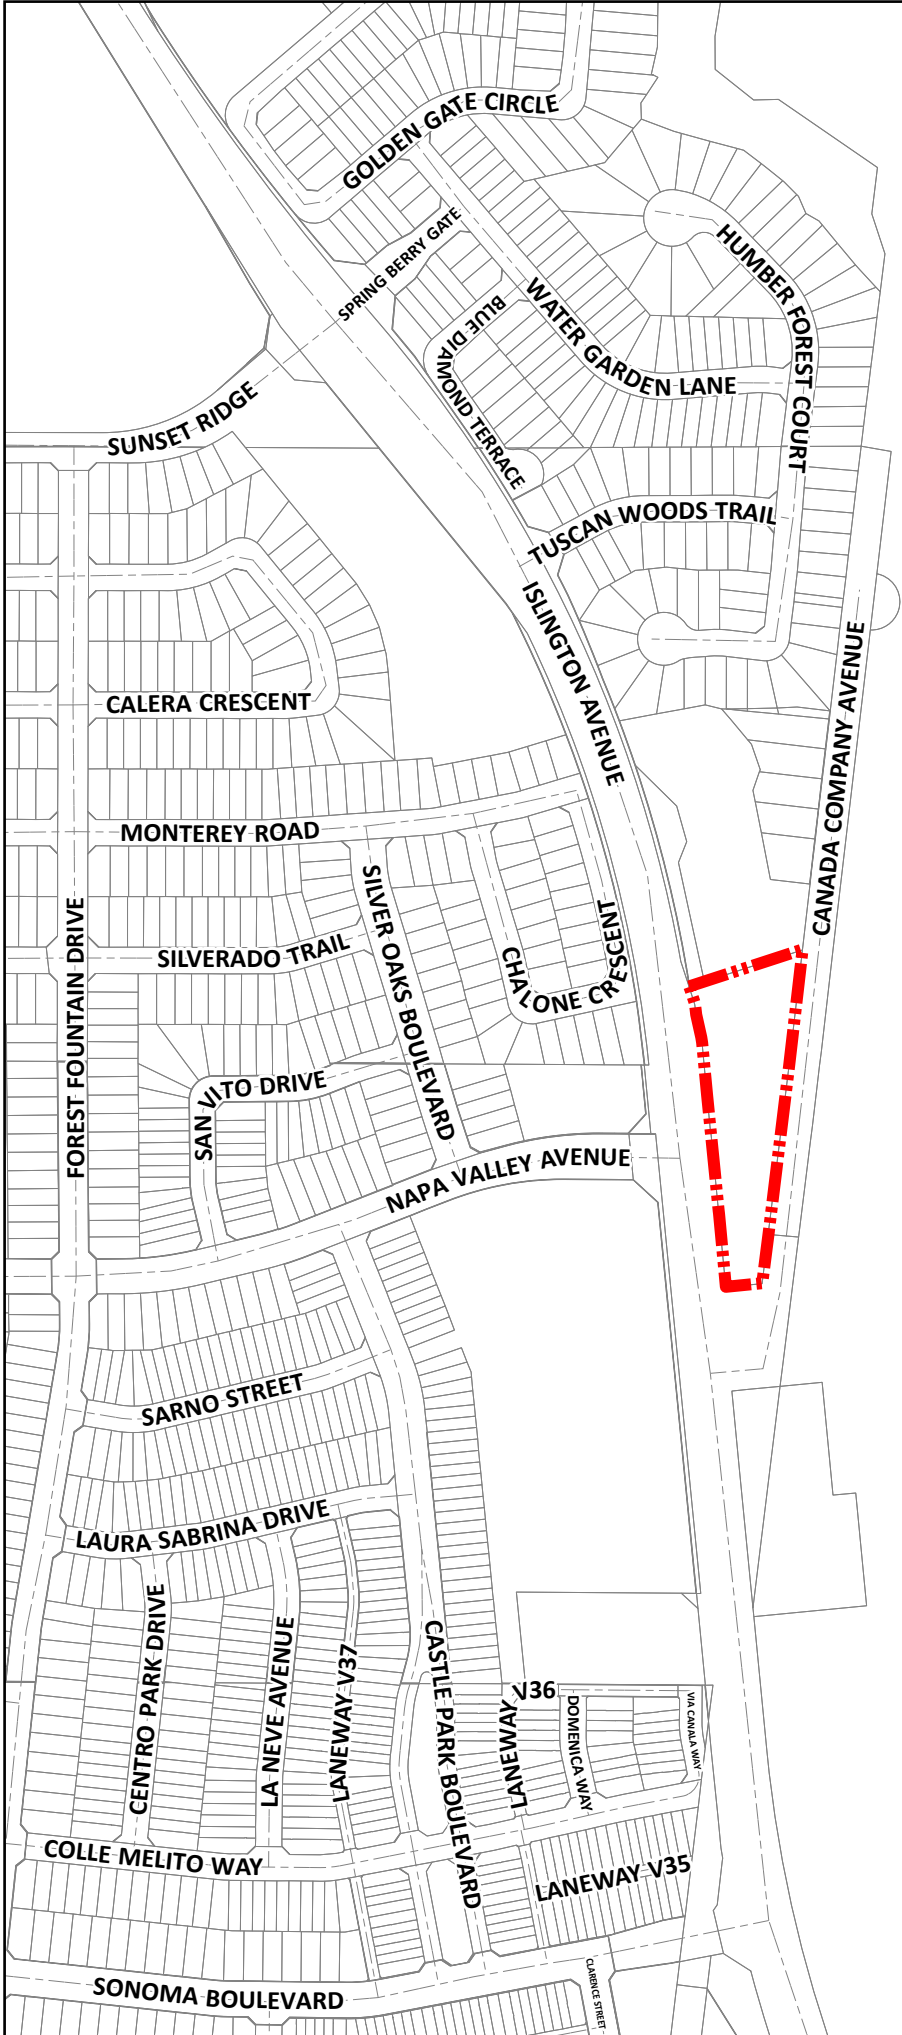 GOLDEN GATE CIRCLE
SPRING BERRY GATE
HUMBER FOREST COURT
WATER GARDEN LANE
BLUE DIAMOND TERRACE
SUNSET RIDGE
TUSCAN WOODS TRAIL
ISLINGTON AVENUE
CANADA COMPANY AVENUE
CALERA CRESCENT
MONTEREY ROAD
SILVER OAKS BOULEVARD
FOREST FOUNTAIN DRIVE
SILVERADO TRAIL
CHALONE CRESCENT
SAN VITO DRIVE
NAPA VALLEY AVENUE
SARNO STREET
LAURA SABRINA DRIVE
CENTRO PARK DRIVE
LA NEVE AVENUE
LANEWAY V37
CASTLE PARK BOULEVARD
LANEWAY V36
DOMENICA WAY
VIA CANALA WAY
COLLE MELITO WAY
LANEWAY V35
SONOMA BOULEVARD
CLARENCE STREET